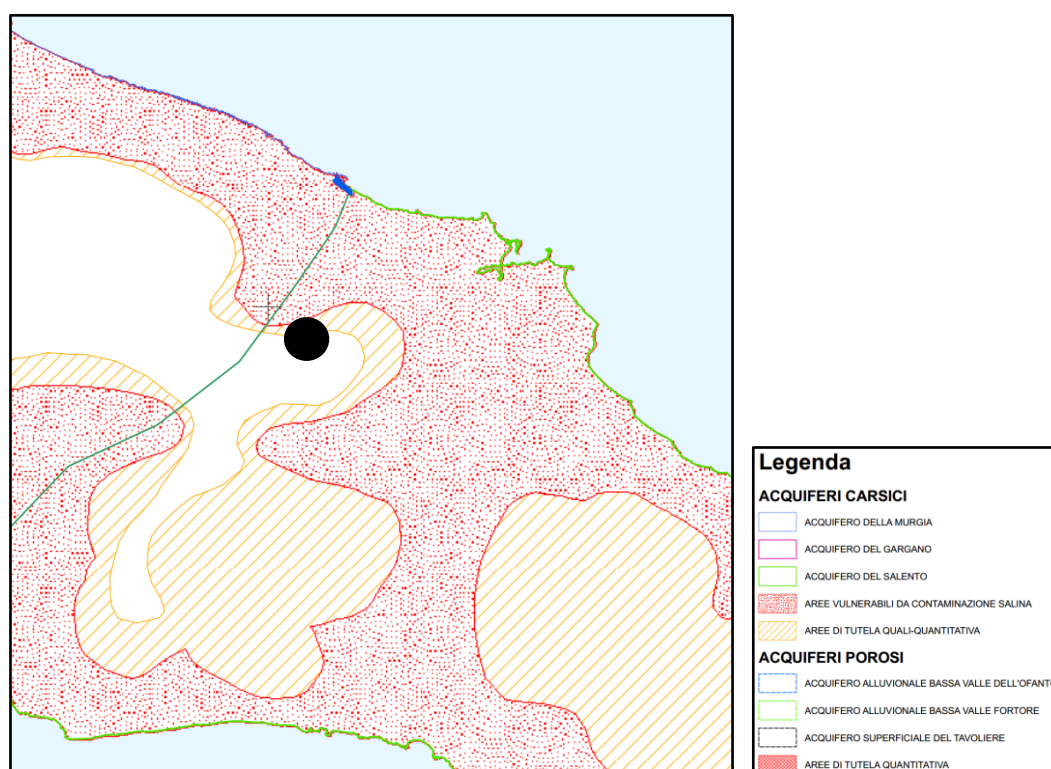 Legenda
ACQUIFERI CARSICI
ACQUIFERO DELLA MURGIA
ACQUIFERO DEL GARGANO
ACQUIFERO DEL SALENTO
AREE VULNERABILI DA CONTAMINAZIONE SALINA
AREE DI TUTELA QUALI-QUANTITATIVA
ACQUIFERI POROSI
ACQUIFERO ALLUVIONALE BASSA VALLE DELL'OFANTO
ACQUIFERO ALLUVIONALE BASSA VALLE FORTORE
ACQUIFERO SUPERFICIALE DEL TAVOLIERE
AREE DI TUTELA QUANTITATIVA